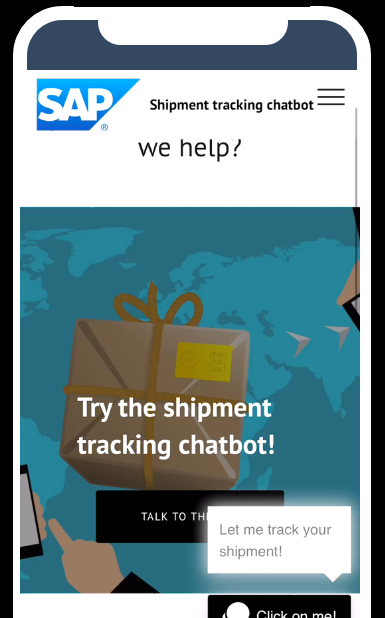 SAP
®
Shipment tracking chatbot
we help?
Try the shipment
tracking chatbot!
TALK TO
Let me track your
shipment!
Click on me!